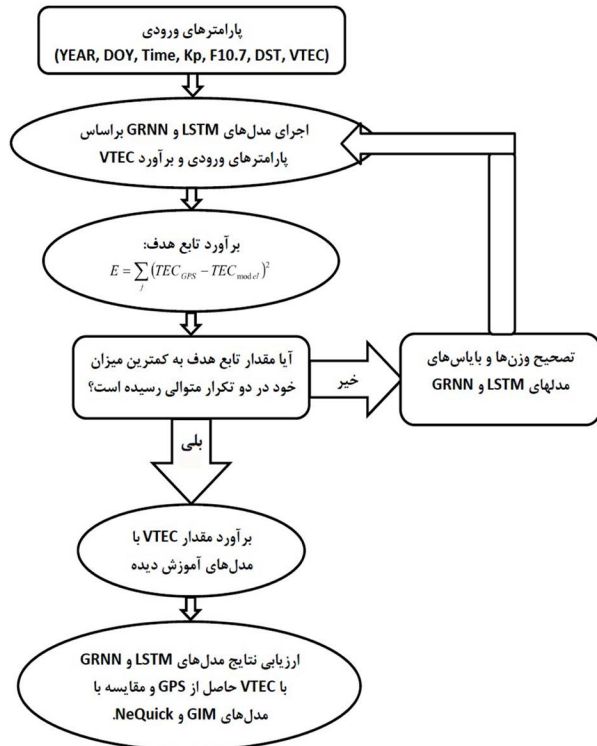 پارامترهای ورودی
(YEAR, DOY, Time, Kp, F10.7, DST, VTEC)
اجرای مدل‌های LSTM و GRNN براساس
پارامترهای ورودی و برآورد VTEC
برآورد تابع هدف:
E = ∑_j (TEC_GPS − TEC_model)^2
آیا مقدار تابع هدف به کمترین میزان
خود در دو تکرار متوالی رسیده است؟
خیر
تصحیح وزن‌ها و بایاس‌های
مدلهای LSTM و GRNN
بلی
برآورد مقدار VTEC با
مدل‌های آموزش دیده
ارزیابی نتایج مدل‌های LSTM و GRNN
با VTEC حاصل از GPS و مقایسه با
مدل‌های GIM و NeQuick.